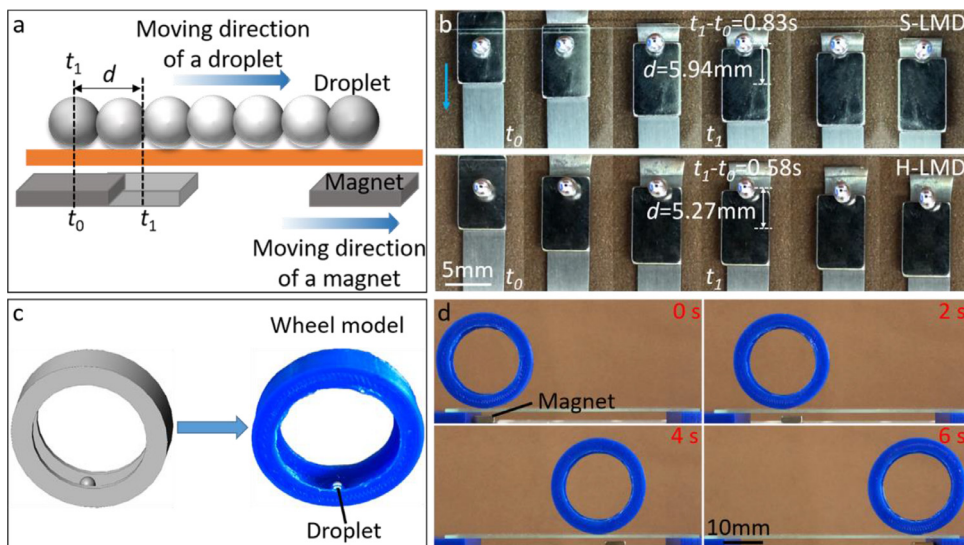 a
Moving direction
of a droplet
Droplet
t₁
d
Magnet
t₀
t₁
Moving direction
of a magnet
b
t₁-t₀=0.83s
S-LMD
d=5.94mm
t₀
t₁
t₁-t₀=0.58s
H-LMD
d=5.27mm
5mm
t₀
t₁
c
Wheel model
Droplet
d
0 s
2 s
Magnet
4 s
6 s
10mm